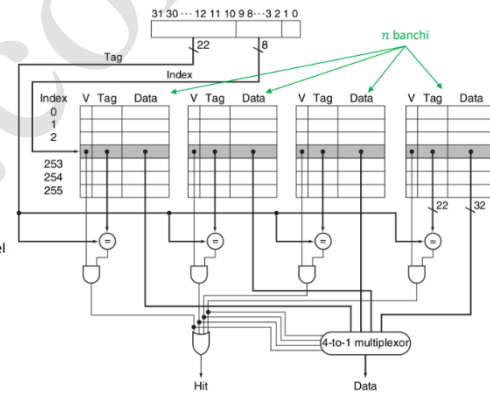 31 30 ··· 12 11 10 9 8···3 2 1 0
22
8
Tag
Index
n banchi
Index V Tag Data V Tag Data V Tag Data V Tag Data
0
1
2
253
254
255
22
32
= = = =
4-to-1 multiplexor
Hit
Data